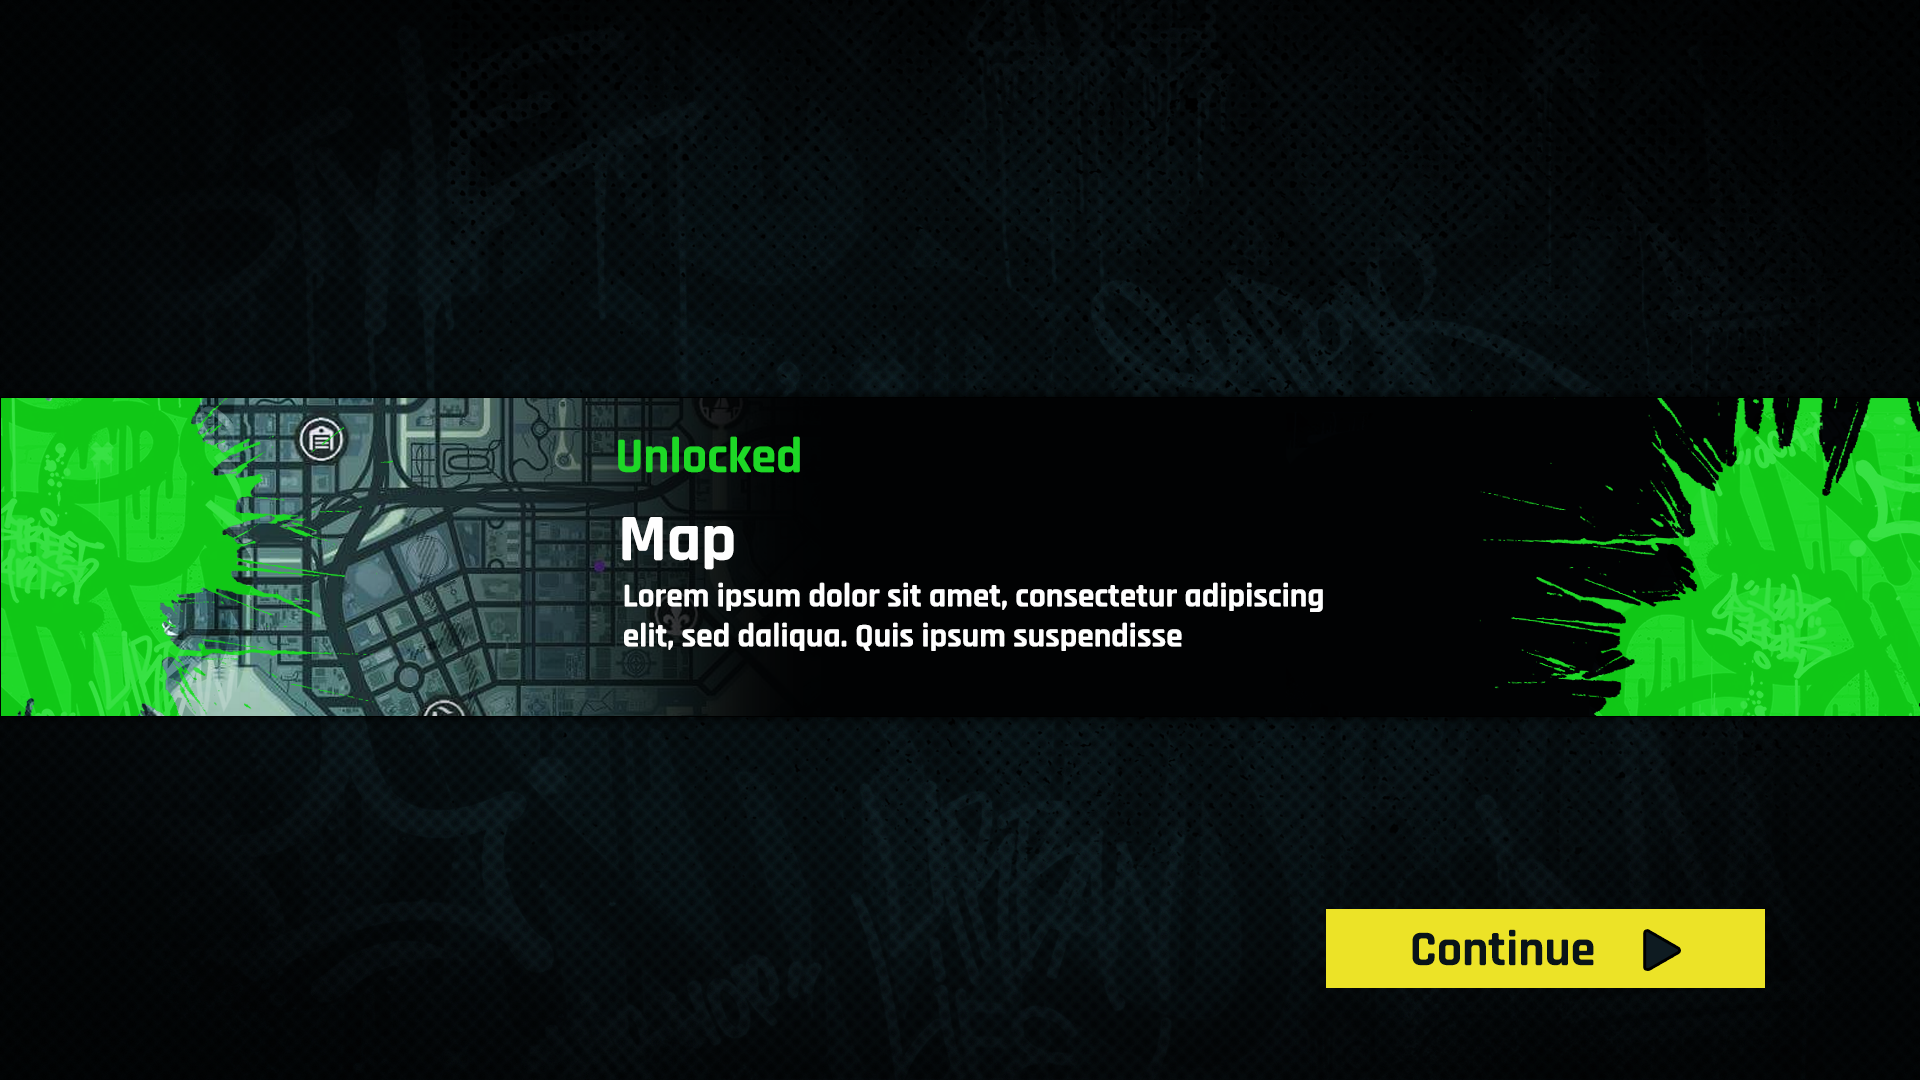 Unlocked
Map
Lorem ipsum dolor sit amet, consectetur adipiscing
elit, sed daliqua. Quis ipsum suspendisse
Continue